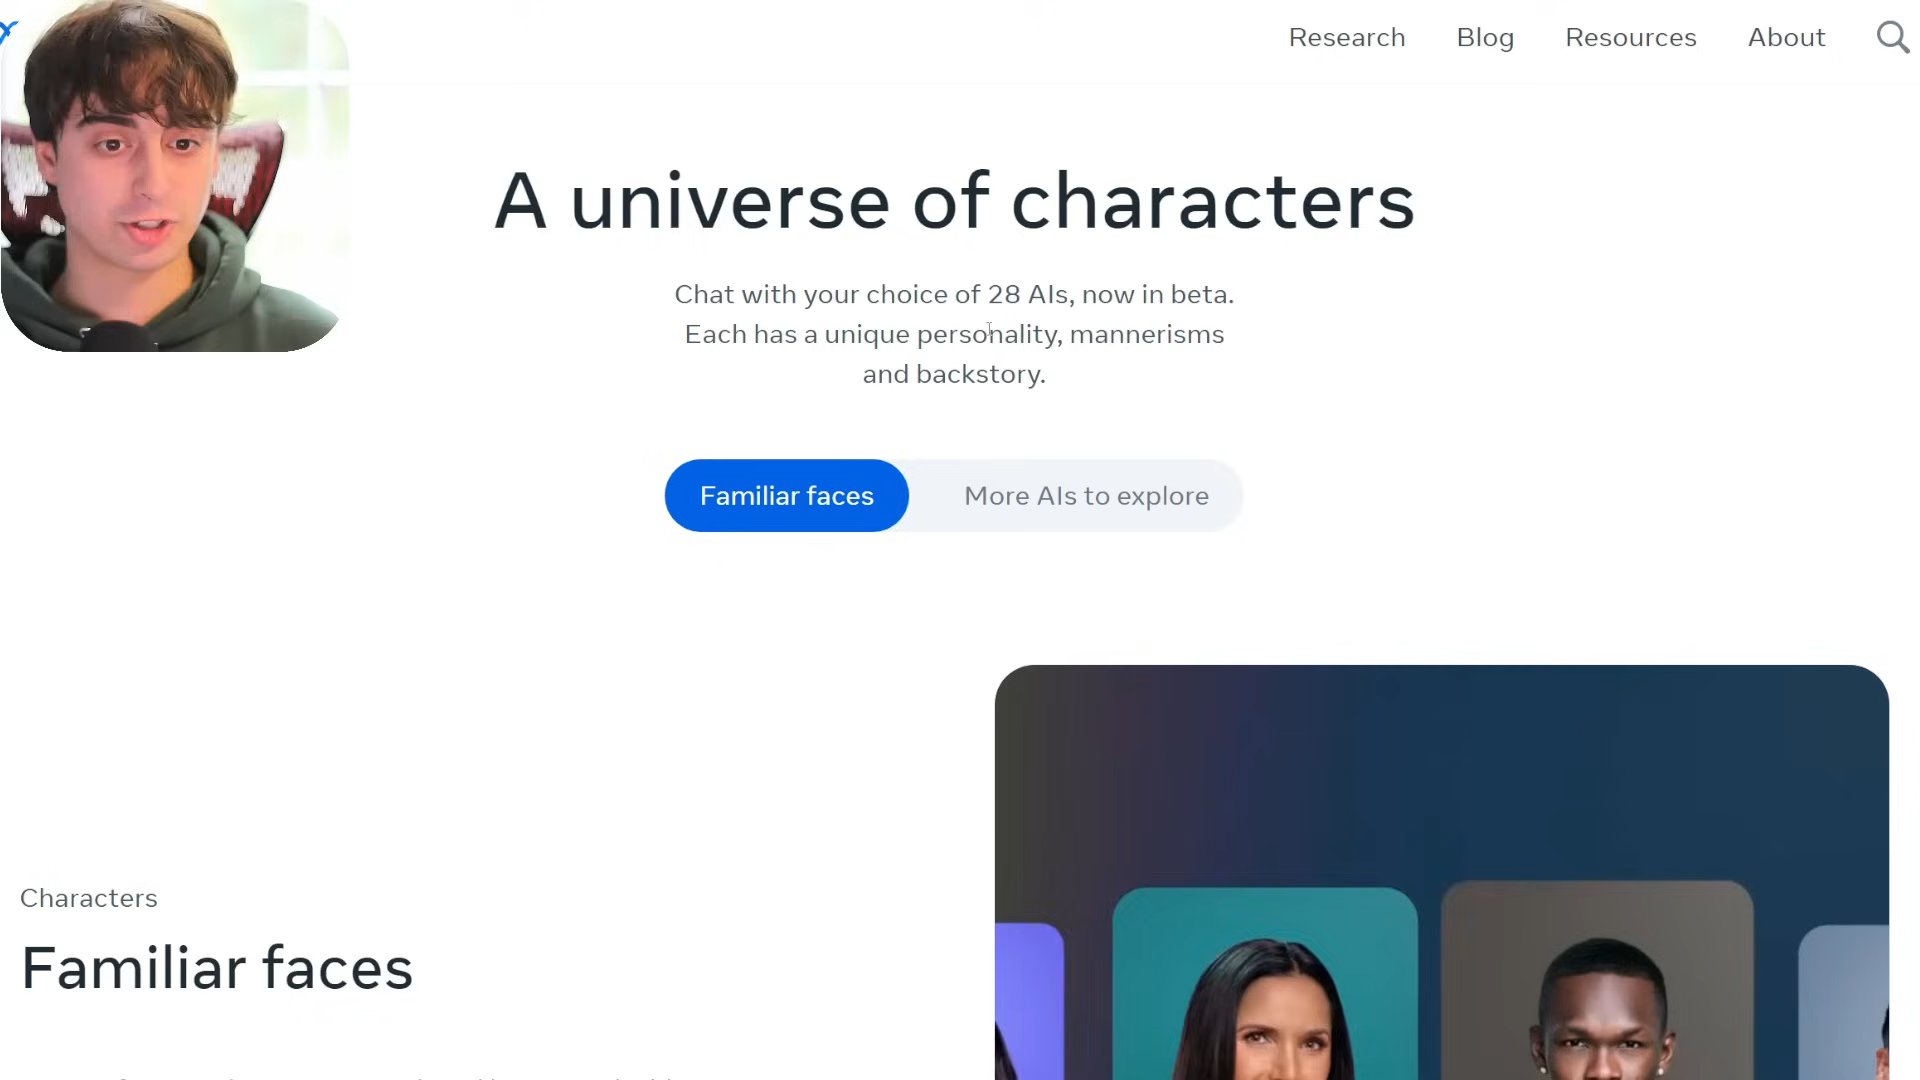 Research Blog Resources About
A universe of characters
Chat with your choice of 28 AIs, now in beta.
Each has a unique personality, mannerisms
and backstory.
Familiar faces More AIs to explore
Characters
Familiar faces